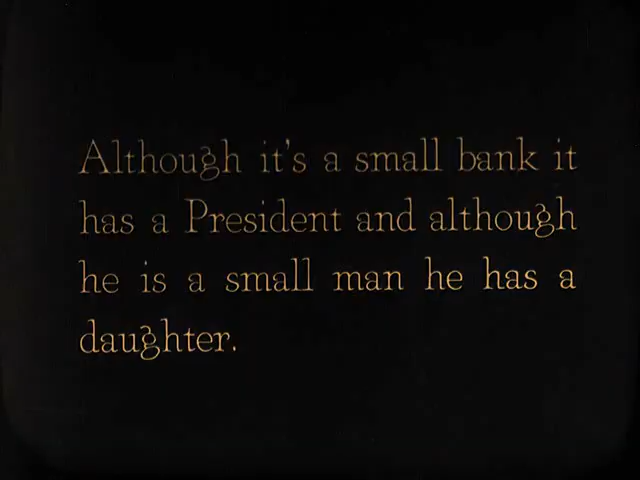 Although it's a small bank it
has a President and although
he is a small man he has a
daughter.